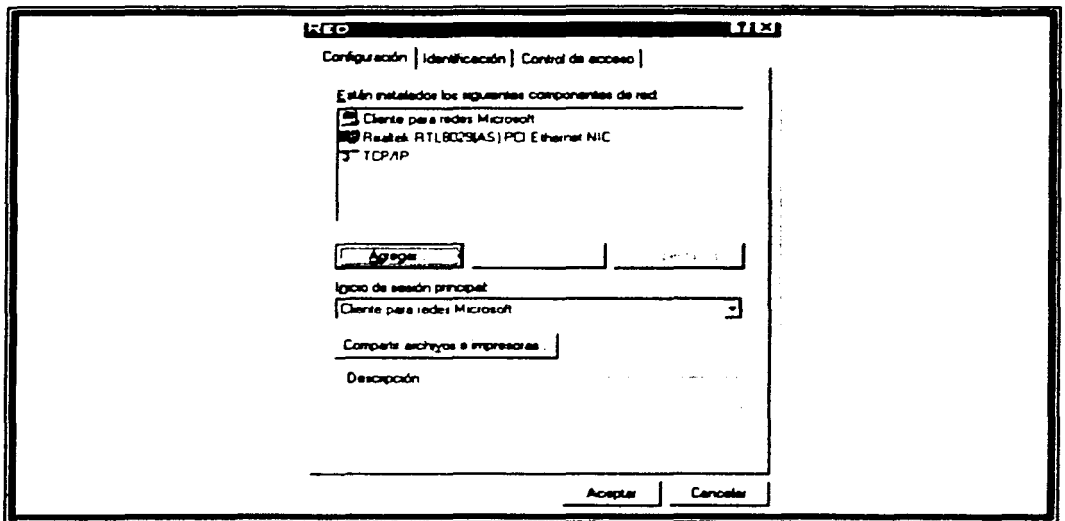 RED
Configuración Identificación Control de acceso
Están instalados los siguientes componentes de red:
Cliente para redes Microsoft
Realtek RTL8029(AS) PCI Ethernet NIC
TCP/IP
Agregar
Inicio de sesión principal:
Cliente para redes Microsoft
Compartir archivos e impresoras...
Descripción
Aceptar Cancelar